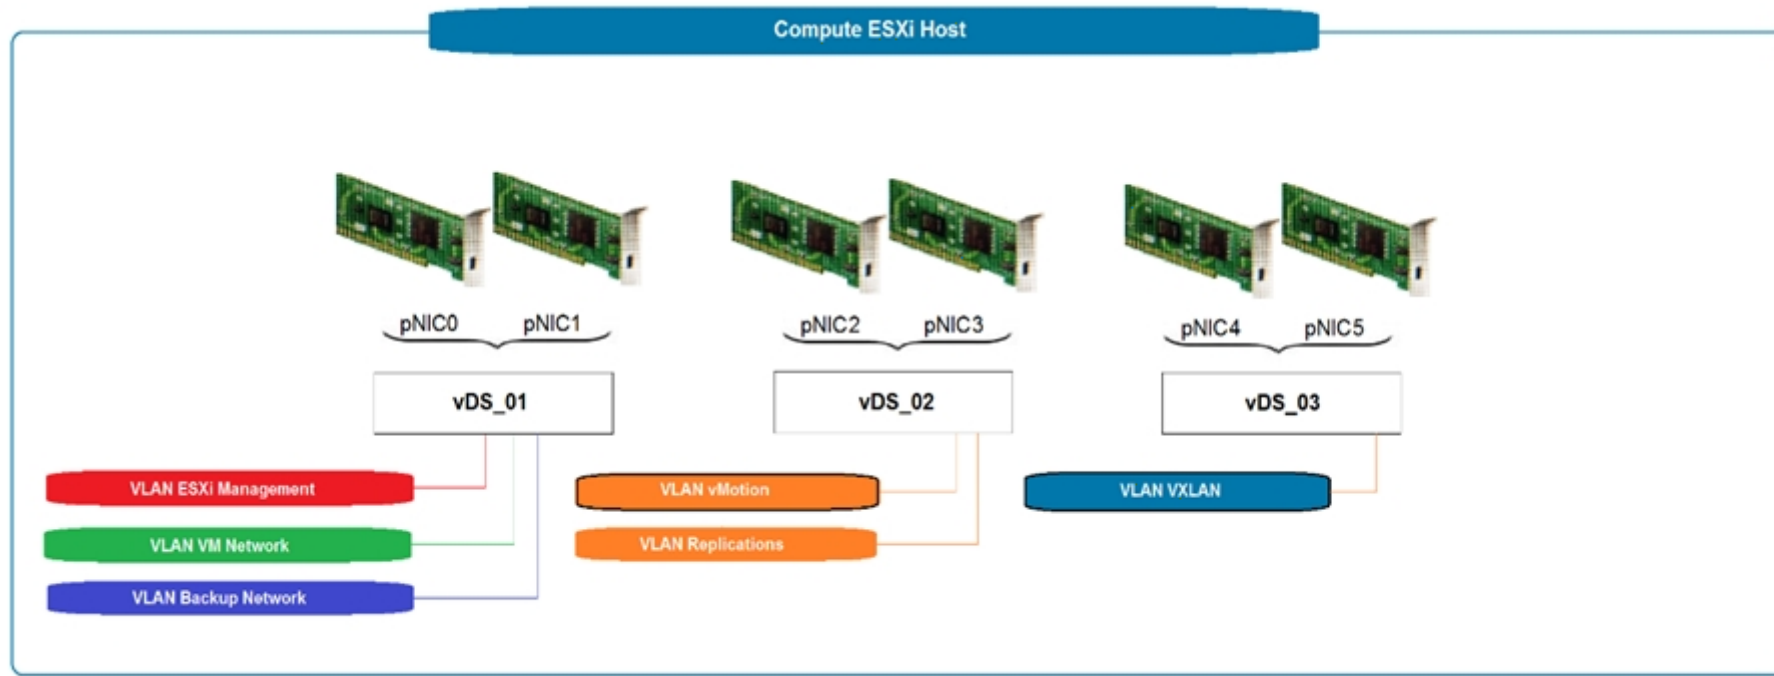 Compute ESXi Host
pNIC0 pNIC1 pNIC2 pNIC3 pNIC4 pNIC5
vDS_01 vDS_02 vDS_03
VLAN ESXi Management VLAN vMotion VLAN VXLAN
VLAN VM Network VLAN Replications
VLAN Backup Network